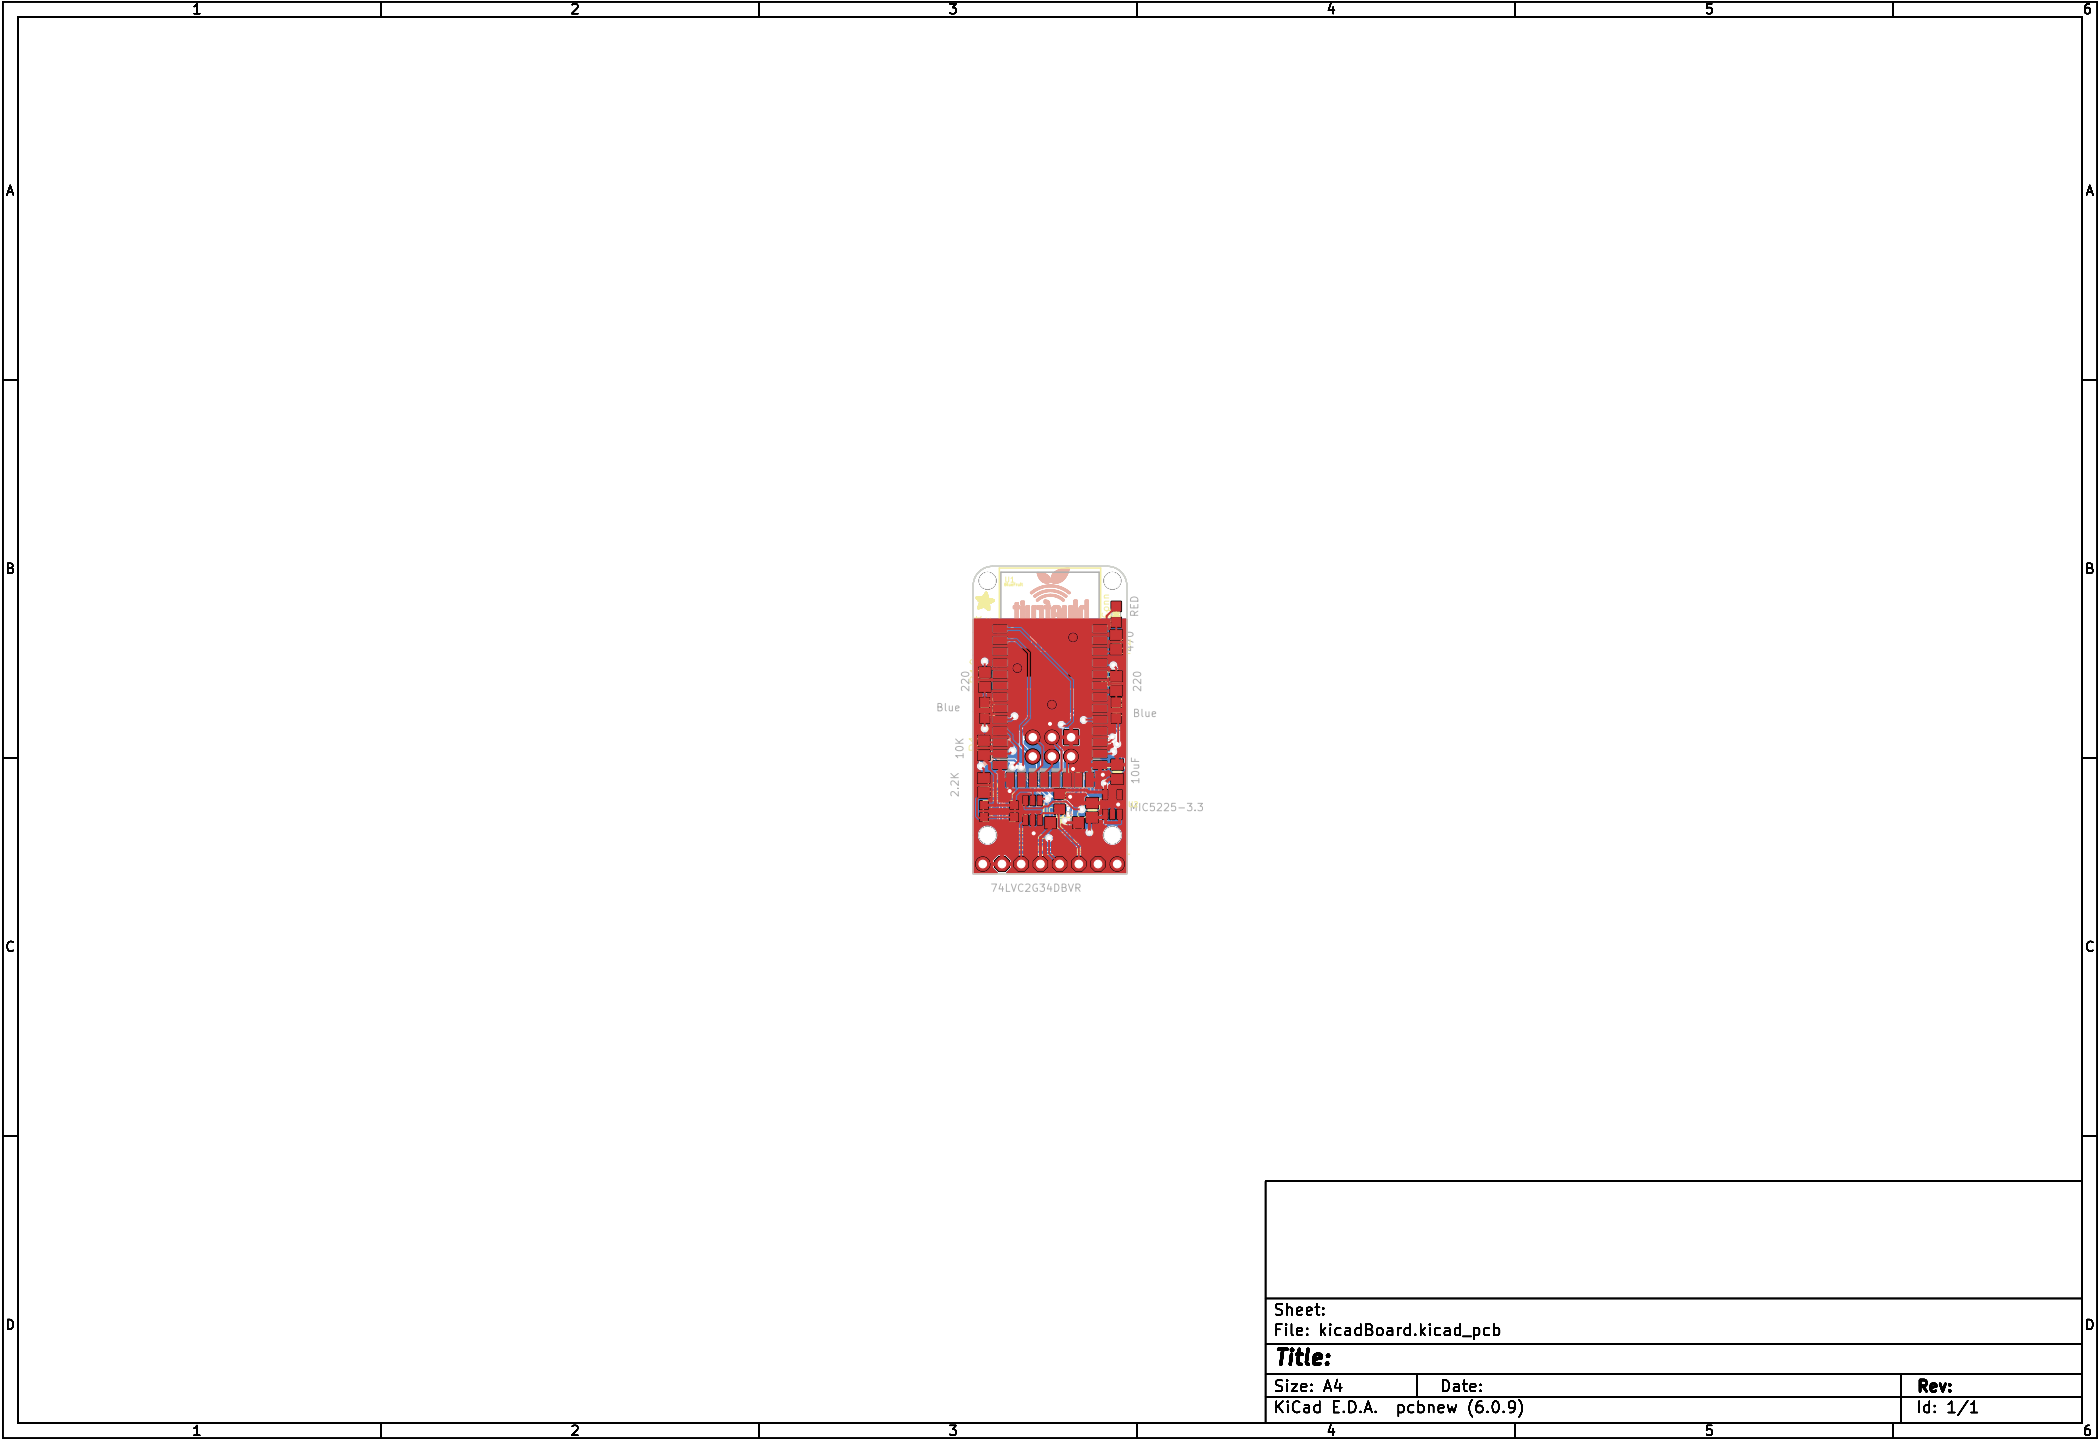 1 2 3 4 5 6
A A
B B
bluefruit
RED
470
220 220
Blue Blue
10K
10uF
2.2K
MIC5225-3.3
74LVC2G34DBVR
C C
D D
Sheet:
File: kicadBoard.kicad_pcb
Title:
Size: A4 Date: Rev:
KiCad E.D.A. pcbnew (6.0.9) Id: 1/1
1 2 3 4 5 6